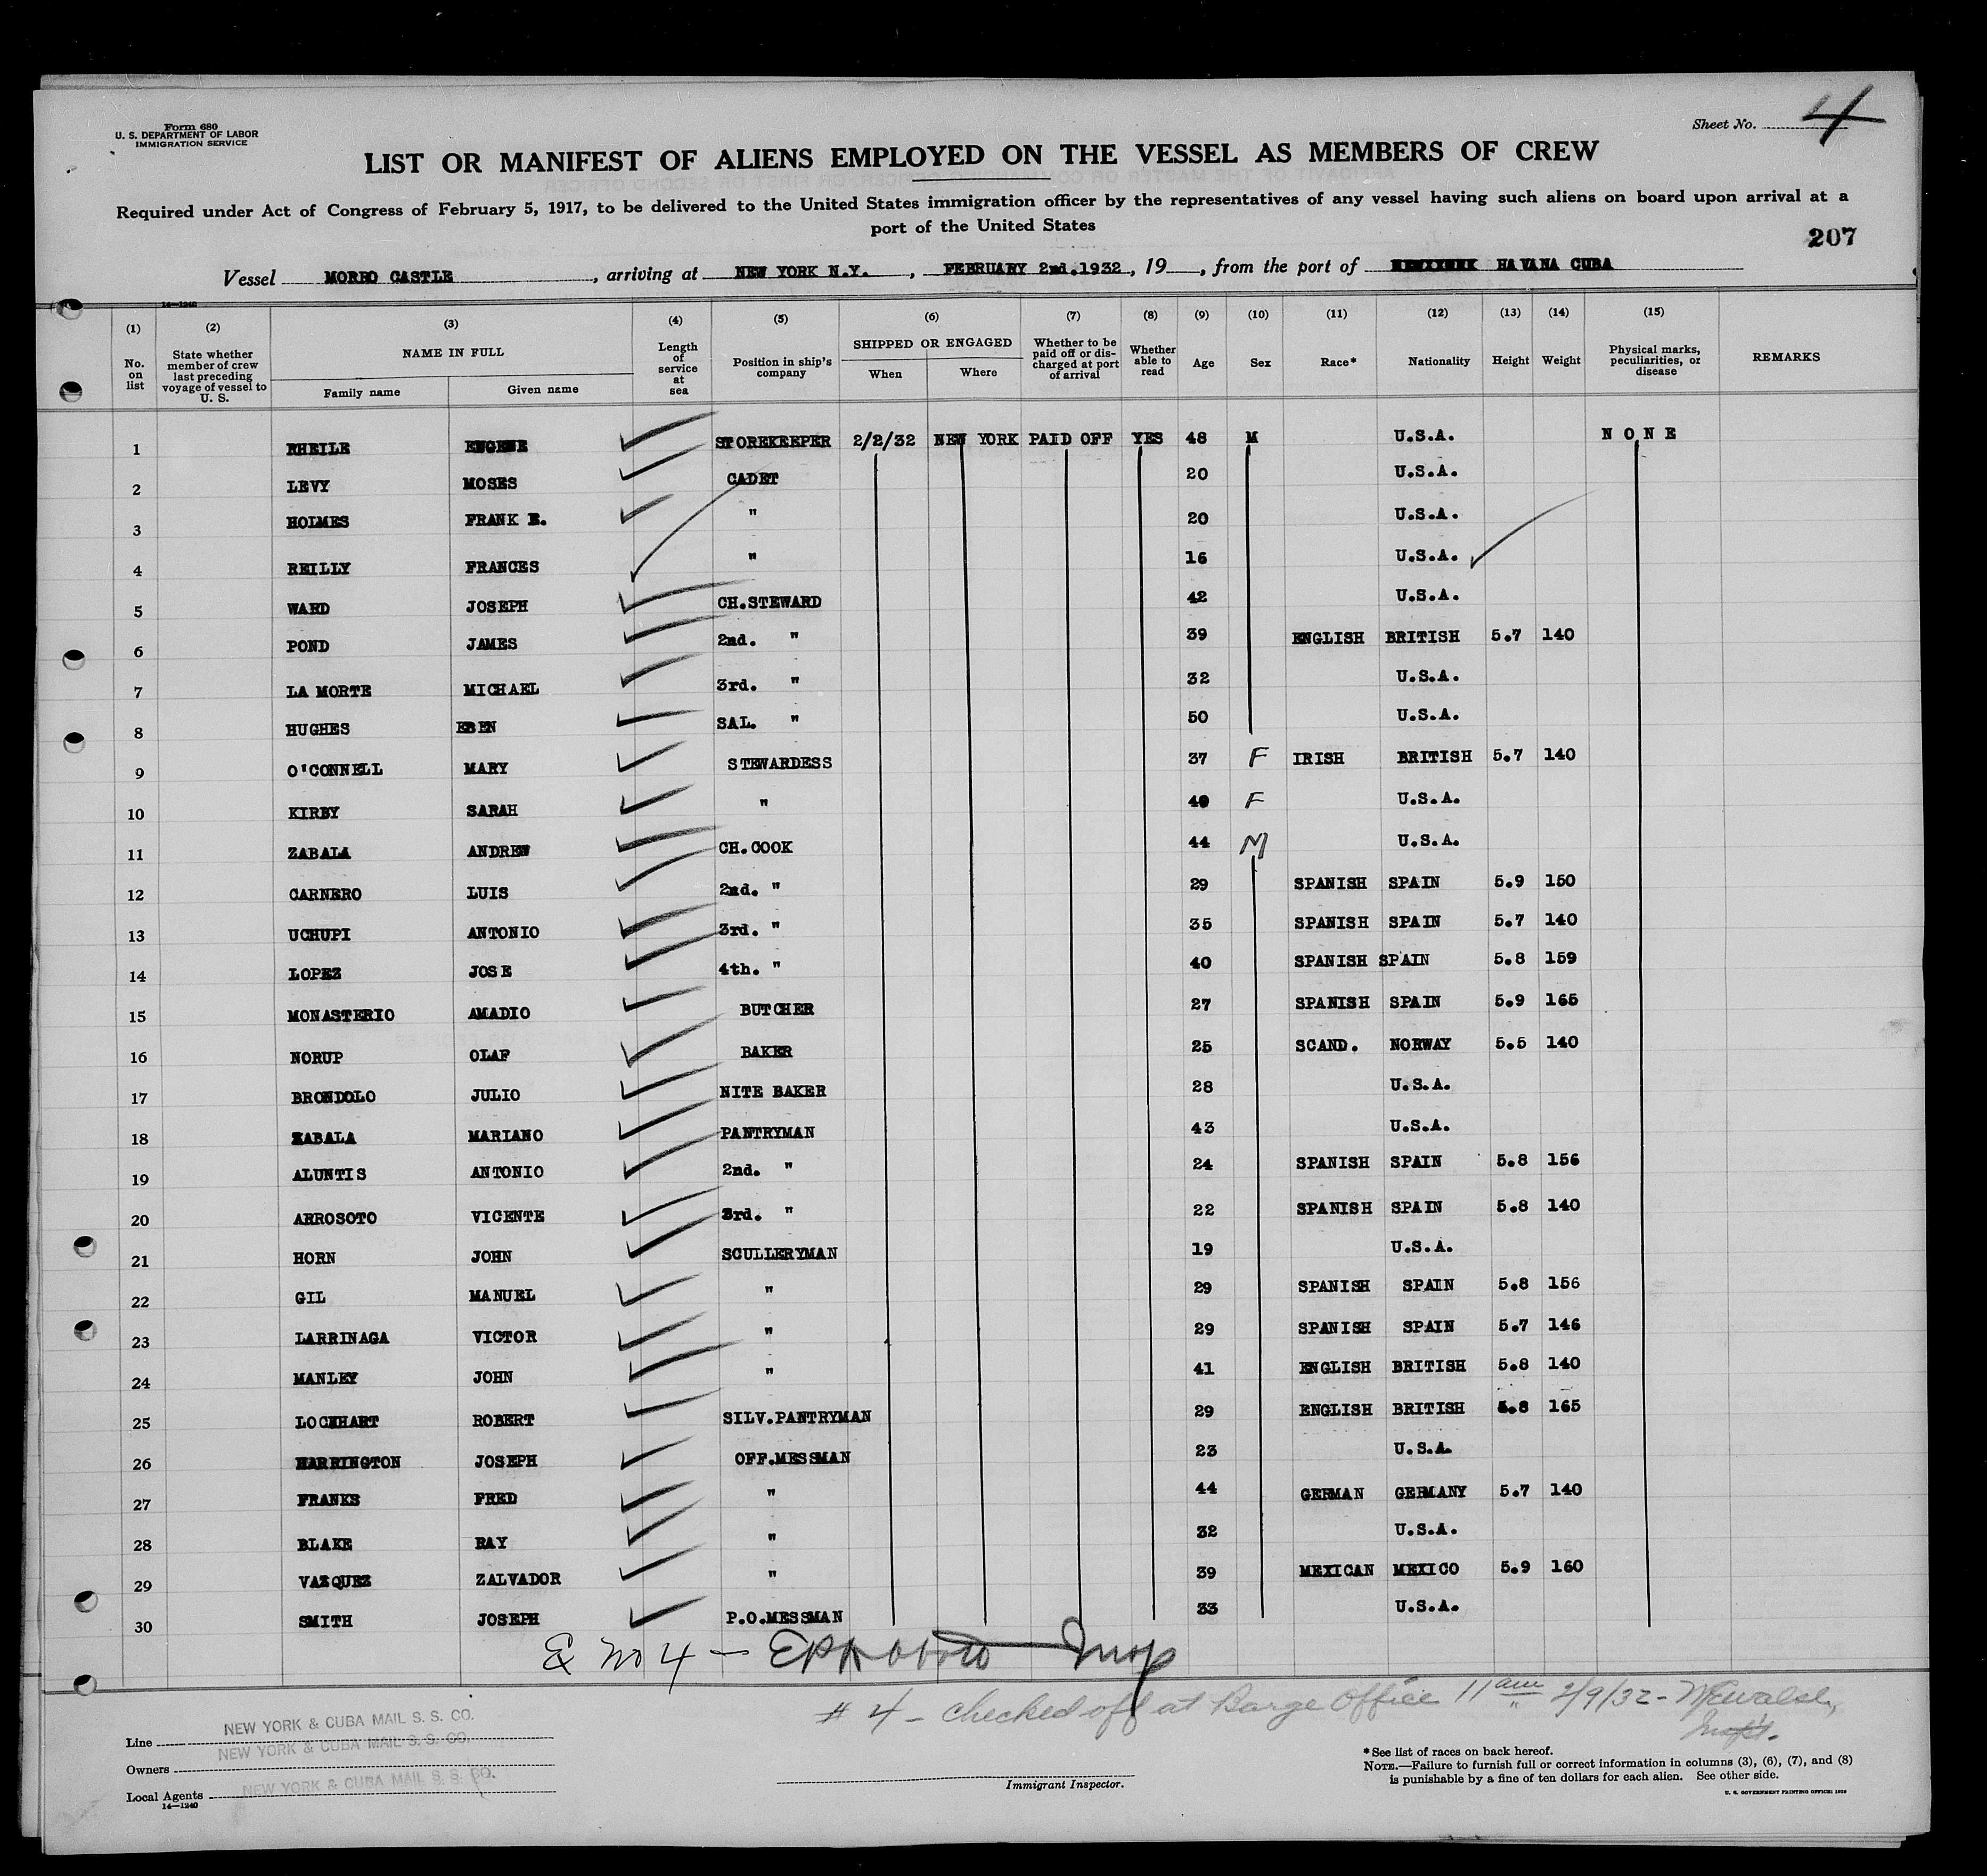 Form 680
U. S. DEPARTMENT OF LABOR
IMMIGRATION SERVICE
Sheet No. 4
LIST OR MANIFEST OF ALIENS EMPLOYED ON THE VESSEL AS MEMBERS OF CREW
Required under Act of Congress of February 5, 1917, to be delivered to the United States immigration officer by the representatives of any vessel having such aliens on board upon arrival at a
port of the United States
207
Vessel MORRO CASTLE, arriving at NEW YORK N.Y., FEBRUARY 2nd.1932, 19, from the port of HAVANA CUBA
14—1240
(1) (2) (3) (4) (5) (6) (7) (8) (9) (10) (11) (12) (13) (14) (15)
No. on list
State whether member of crew last preceding voyage of vessel to U. S.
NAME IN FULL
Family name Given name
Length of service at sea
Position in ship's company
SHIPPED OR ENGAGED
When Where
Whether to be paid off or discharged at port of arrival
Whether able to read
Age Sex Race* Nationality Height Weight
Physical marks, peculiarities, or disease
REMARKS
1 RHEILE EUGENE STOREKEEPER 2/2/32 NEW YORK PAID OFF YES 48 M U.S.A. NONE
2 LEVY MOSES CADET 20 U.S.A.
3 HOLMES FRANK E. " 20 U.S.A.
4 REILLY FRANCES " 16 U.S.A.
5 WARD JOSEPH CH.STEWARD 42 U.S.A.
6 POND JAMES 2nd. " 39 ENGLISH BRITISH 5.7 140
7 LA MORTE MICHAEL 3rd. " 32 U.S.A.
8 HUGHES EBEN SAL. " 50 U.S.A.
9 O'CONNELL MARY STEWARDESS 37 F IRISH BRITISH 5.7 140
10 KIRBY SARAH " 40 F U.S.A.
11 ZABALA ANDREW CH.COOK 44 M U.S.A.
12 CARNERO LUIS 2nd. " 29 SPANISH SPAIN 5.9 150
13 UCHUPI ANTONIO 3rd. " 35 SPANISH SPAIN 5.7 140
14 LOPEZ JOSE 4th. " 40 SPANISH SPAIN 5.8 159
15 MONASTERIO AMADIO BUTCHER 27 SPANISH SPAIN 5.9 165
16 NORUP OLAF BAKER 25 SCAND. NORWAY 5.5 140
17 BRONDOLO JULIO NITE BAKER 28 U.S.A.
18 ZABALA MARIANO PANTRYMAN 43 U.S.A.
19 ALUNTIS ANTONIO 2nd. " 24 SPANISH SPAIN 5.8 156
20 ARROSOTO VICENTE 3rd. " 22 SPANISH SPAIN 5.8 140
21 HORN JOHN SCULLERYMAN 19 U.S.A.
22 GIL MANUEL " 29 SPANISH SPAIN 5.8 156
23 LARRINAGA VICTOR " 29 SPANISH SPAIN 5.7 146
24 MANLEY JOHN " 41 ENGLISH BRITISH 5.8 140
25 LOCKHART ROBERT SILV.PANTRYMAN 29 ENGLISH BRITISH 5.8 165
26 HARRINGTON JOSEPH OFF.MESSMAN 23 U.S.A.
27 FRANKS FRED " 44 GERMAN GERMANY 5.7 140
28 BLAKE RAY " 32 U.S.A.
29 VAZQUEZ ZALVADOR " 39 MEXICAN MEXICO 5.9 160
30 SMITH JOSEPH P.O.MESSMAN 33 U.S.A.
& No 4 — Insp
# 4 - checked off at Barge Office 11 am 2/9/32 -
Insp't.
Line NEW YORK & CUBA MAIL S. S. CO.
Owners NEW YORK & CUBA MAIL S. S. CO.
Local Agents NEW YORK & CUBA MAIL S. S. CO.
14—1240
Immigrant Inspector.
* See list of races on back hereof.
NOTE.—Failure to furnish full or correct information in columns (3), (6), (7), and (8)
is punishable by a fine of ten dollars for each alien. See other side.
U. S. GOVERNMENT PRINTING OFFICE: 1930